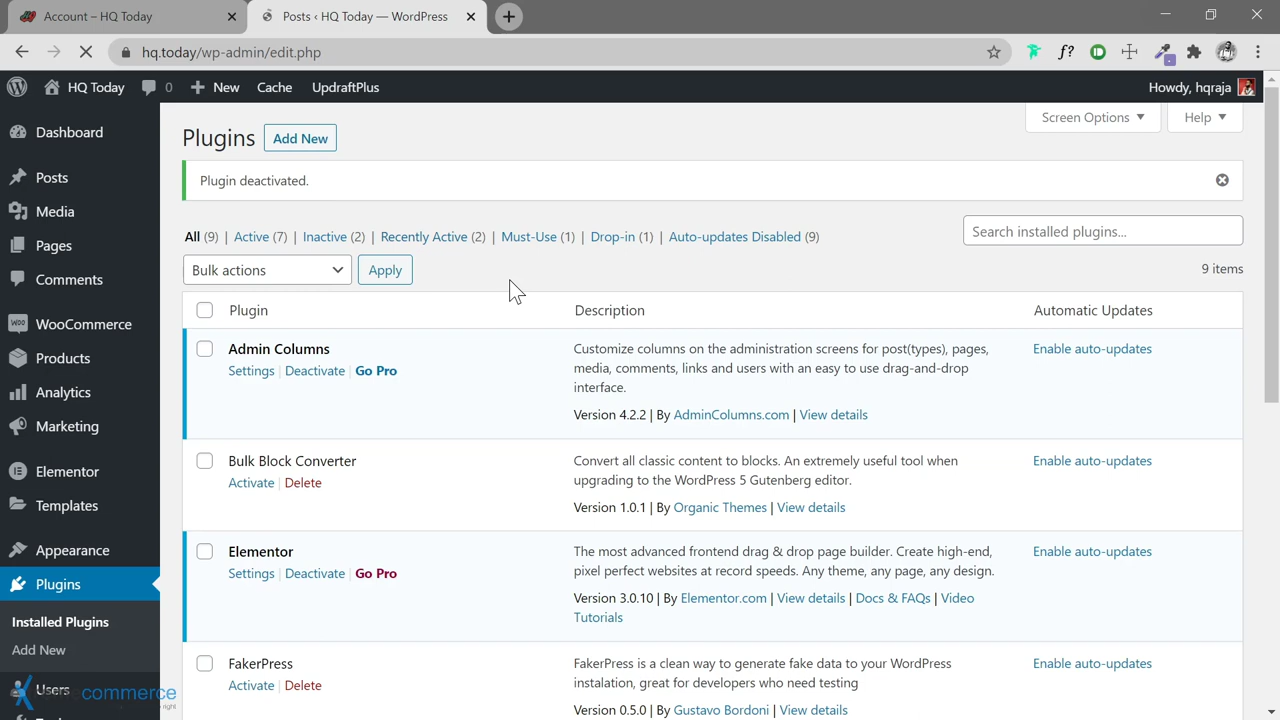 Account – HQ Today
Posts ‹ HQ Today — WordPress
hq.today/wp-admin/edit.php
f?
HQ Today
0
New
Cache
UpdraftPlus
Howdy, hqraja
Dashboard
Posts
Media
Pages
Comments
WooCommerce
Products
Analytics
Marketing
Elementor
Templates
Appearance
Plugins
Installed Plugins
Add New
Users
commerce
right
Plugins
Add New
Screen Options
Help
Plugin deactivated.
All (9) | Active (7) | Inactive (2) | Recently Active (2) | Must-Use (1) | Drop-in (1) | Auto-updates Disabled (9)
Search installed plugins...
Bulk actions
Apply
9 items
Plugin
Description
Automatic Updates
Admin Columns
Settings | Deactivate | Go Pro
Customize columns on the administration screens for post(types), pages,
media, comments, links and users with an easy to use drag-and-drop
interface.
Version 4.2.2 | By AdminColumns.com | View details
Enable auto-updates
Bulk Block Converter
Activate | Delete
Convert all classic content to blocks. An extremely useful tool when
upgrading to the WordPress 5 Gutenberg editor.
Version 1.0.1 | By Organic Themes | View details
Enable auto-updates
Elementor
Settings | Deactivate | Go Pro
The most advanced frontend drag & drop page builder. Create high-end,
pixel perfect websites at record speeds. Any theme, any page, any design.
Version 3.0.10 | By Elementor.com | View details | Docs & FAQs | Video
Tutorials
Enable auto-updates
FakerPress
Activate | Delete
FakerPress is a clean way to generate fake data to your WordPress
instalation, great for developers who need testing
Version 0.5.0 | By Gustavo Bordoni | View details
Enable auto-updates